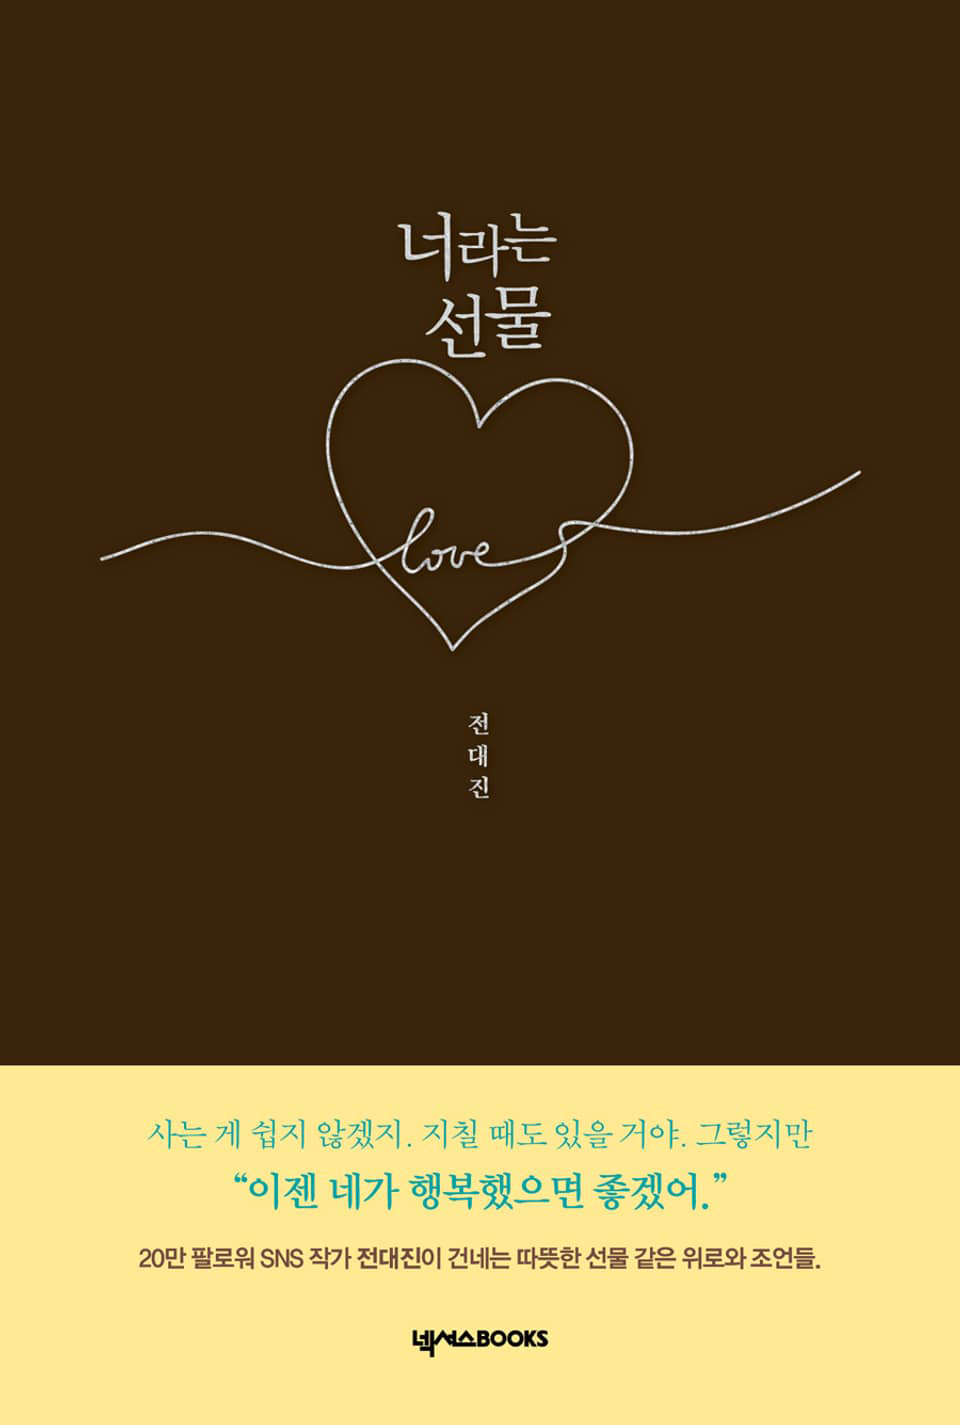 너라는
선물
love
전
대
진
사는 게 쉽지 않겠지. 지칠 때도 있을 거야. 그렇지만
“이젠 네가 행복했으면 좋겠어.”
20만 팔로워 SNS 작가 전대진이 건네는 따뜻한 선물 같은 위로와 조언들.
넥서스BOOKS